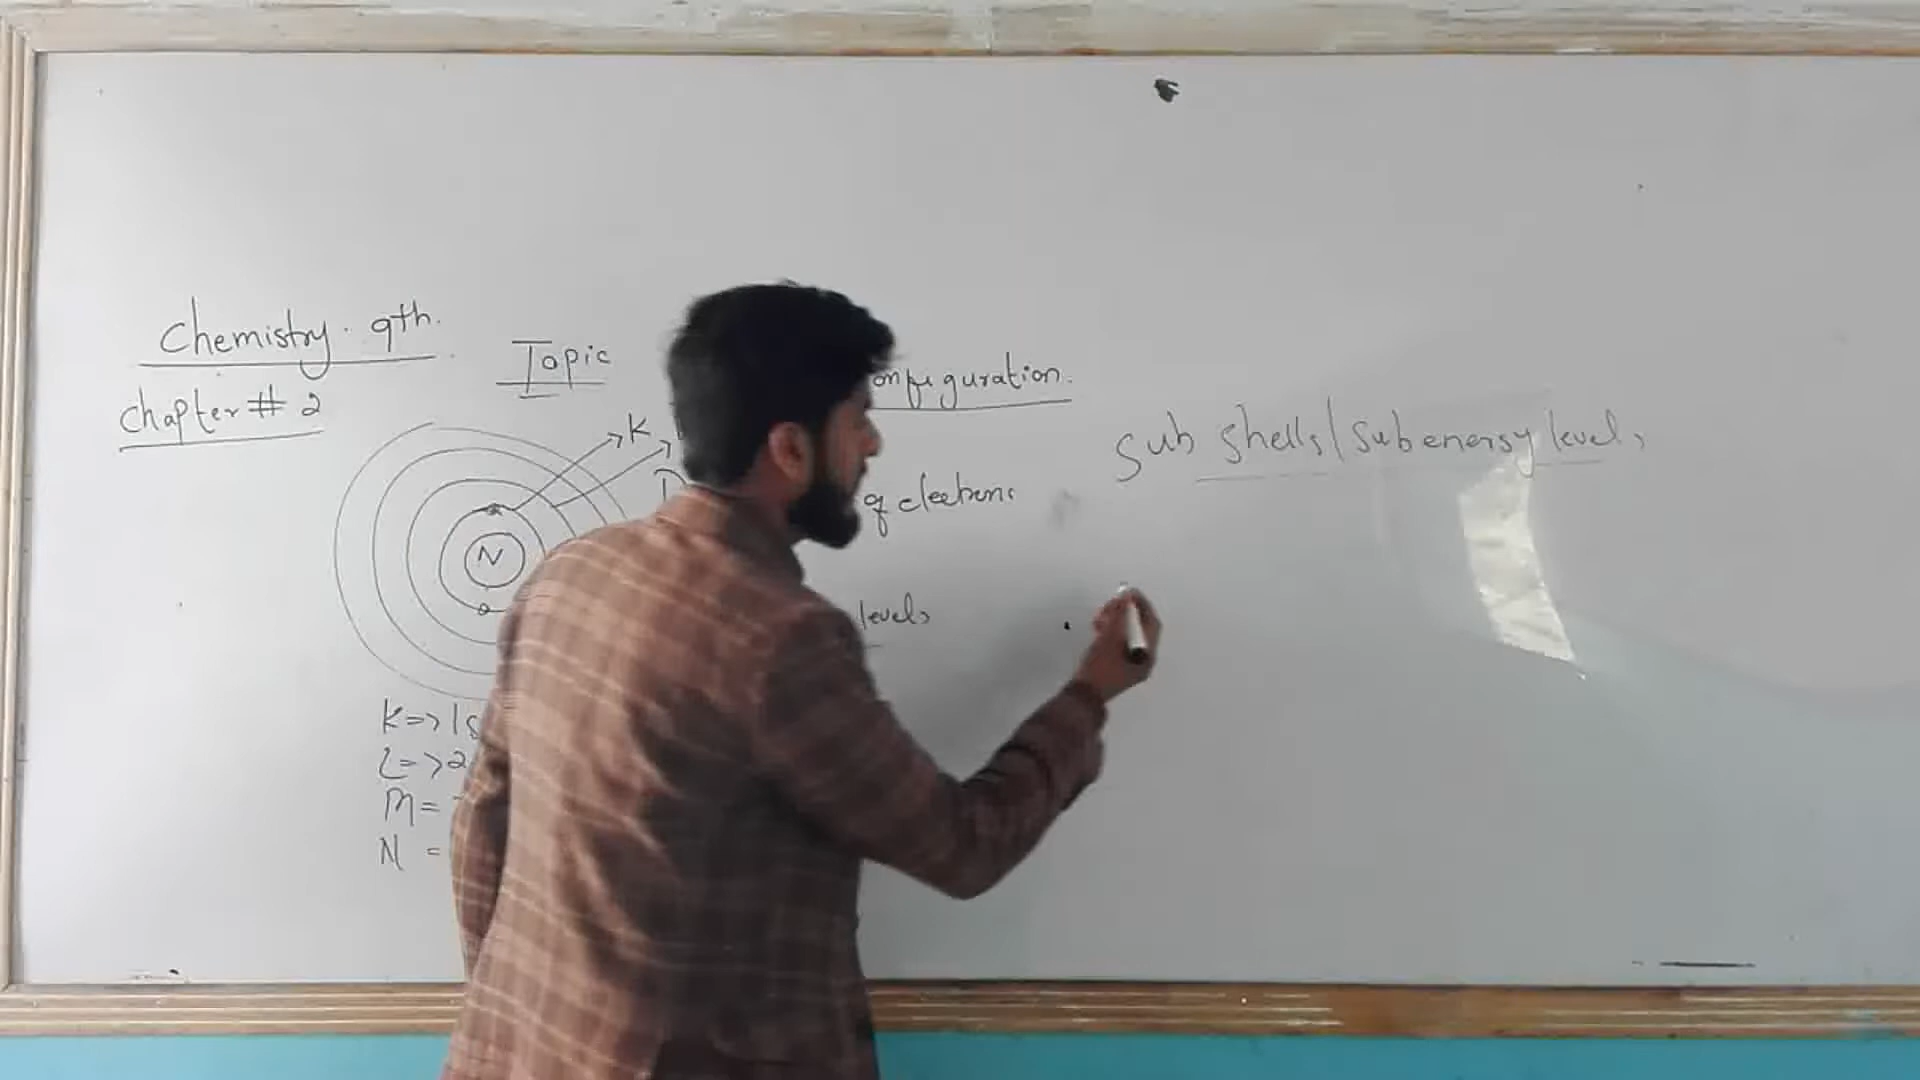 Chemistry. 9th.
Chapter # 2
Topic
onfiguration.
K
of electrons
N
levels
K => 1s
L => 2
M =
N =
Sub shells/Sub energy levels